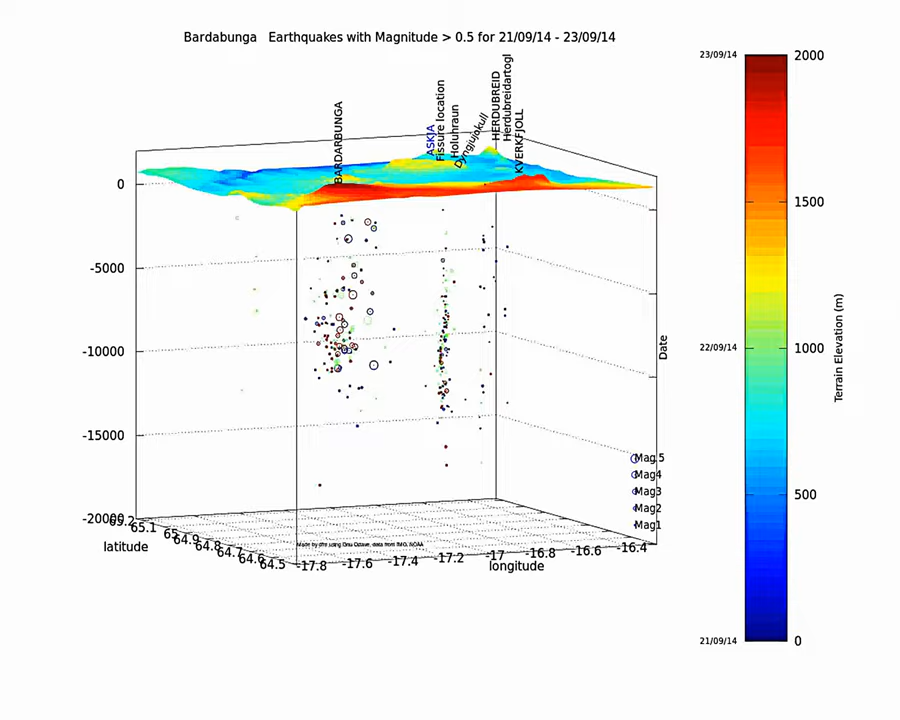 Bardabunga   Earthquakes with Magnitude > 0.5 for 21/09/14 - 23/09/14
BARDARBUNGA
ASKJA
Fissure location
Holuhraun
Dyngjujokull
HERDUBREID
Herdubreidartogl
KVERKFJOLL
0
-5000
-10000
-15000
-20000
65.2
65.1
65
64.9
64.8
64.7
64.6
64.5
latitude
-17.8
-17.6
-17.4
-17.2
-17
-16.8
-16.6
-16.4
longitude
Mag 5
Mag4
Mag3
Mag2
Mag1
Date
23/09/14
22/09/14
21/09/14
2000
1500
1000
500
0
Terrain Elevation (m)